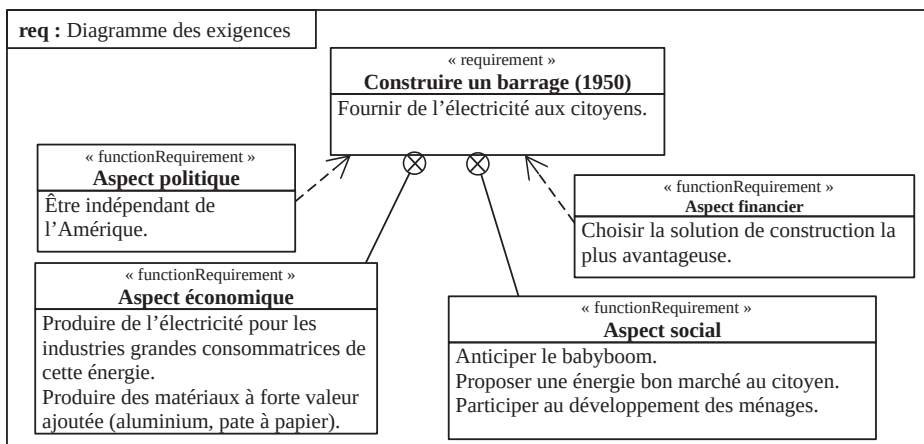 req : Diagramme des exigences
« requirement »
Construire un barrage (1950)
Fournir de l’électricité aux citoyens.
« functionRequirement »
Aspect politique
Être indépendant de
l’Amérique.
« functionRequirement »
Aspect financier
Choisir la solution de construction la
plus avantageuse.
« functionRequirement »
Aspect économique
Produire de l’électricité pour les
industries grandes consommatrices de
cette énergie.
Produire des matériaux à forte valeur
ajoutée (aluminium, pate à papier).
« functionRequirement »
Aspect social
Anticiper le babyboom.
Proposer une énergie bon marché au citoyen.
Participer au développement des ménages.